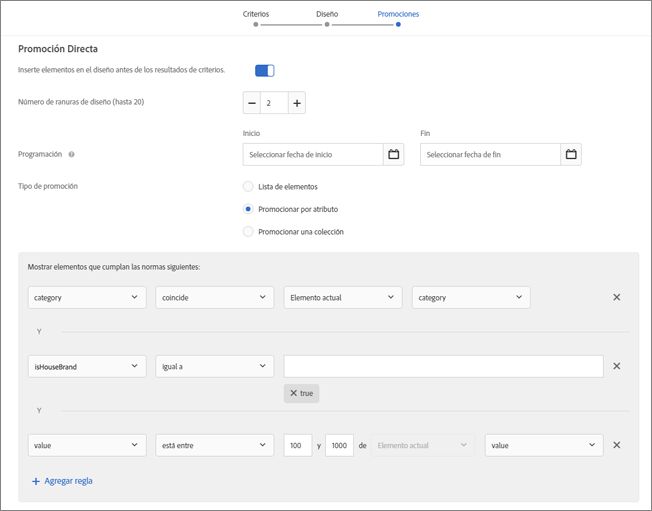 Criterios Diseño Promociones
Promoción Directa
Inserte elementos en el diseño antes de los resultados de criterios.
Número de ranuras de diseño (hasta 20) 2
Inicio Fin
Programación Seleccionar fecha de inicio Seleccionar fecha de fin
Tipo de promoción Lista de elementos
Promocionar por atributo
Promocionar una colección
Mostrar elementos que cumplan las normas siguientes:
category coincide Elemento actual category
Y
isHouseBrand igual a
true
Y
value está entre 100 y 1000 de Elemento actual value
Agregar regla